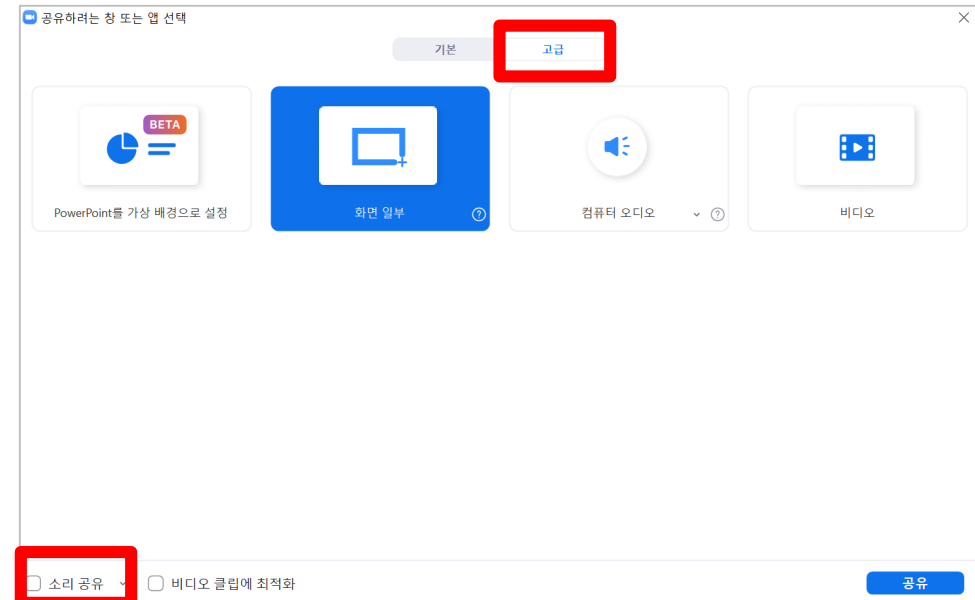 공유하려는 창 또는 앱 선택
기본
고급
BETA
PowerPoint를 가상 배경으로 설정
화면 일부
컴퓨터 오디오
비디오
소리 공유
비디오 클립에 최적화
공유